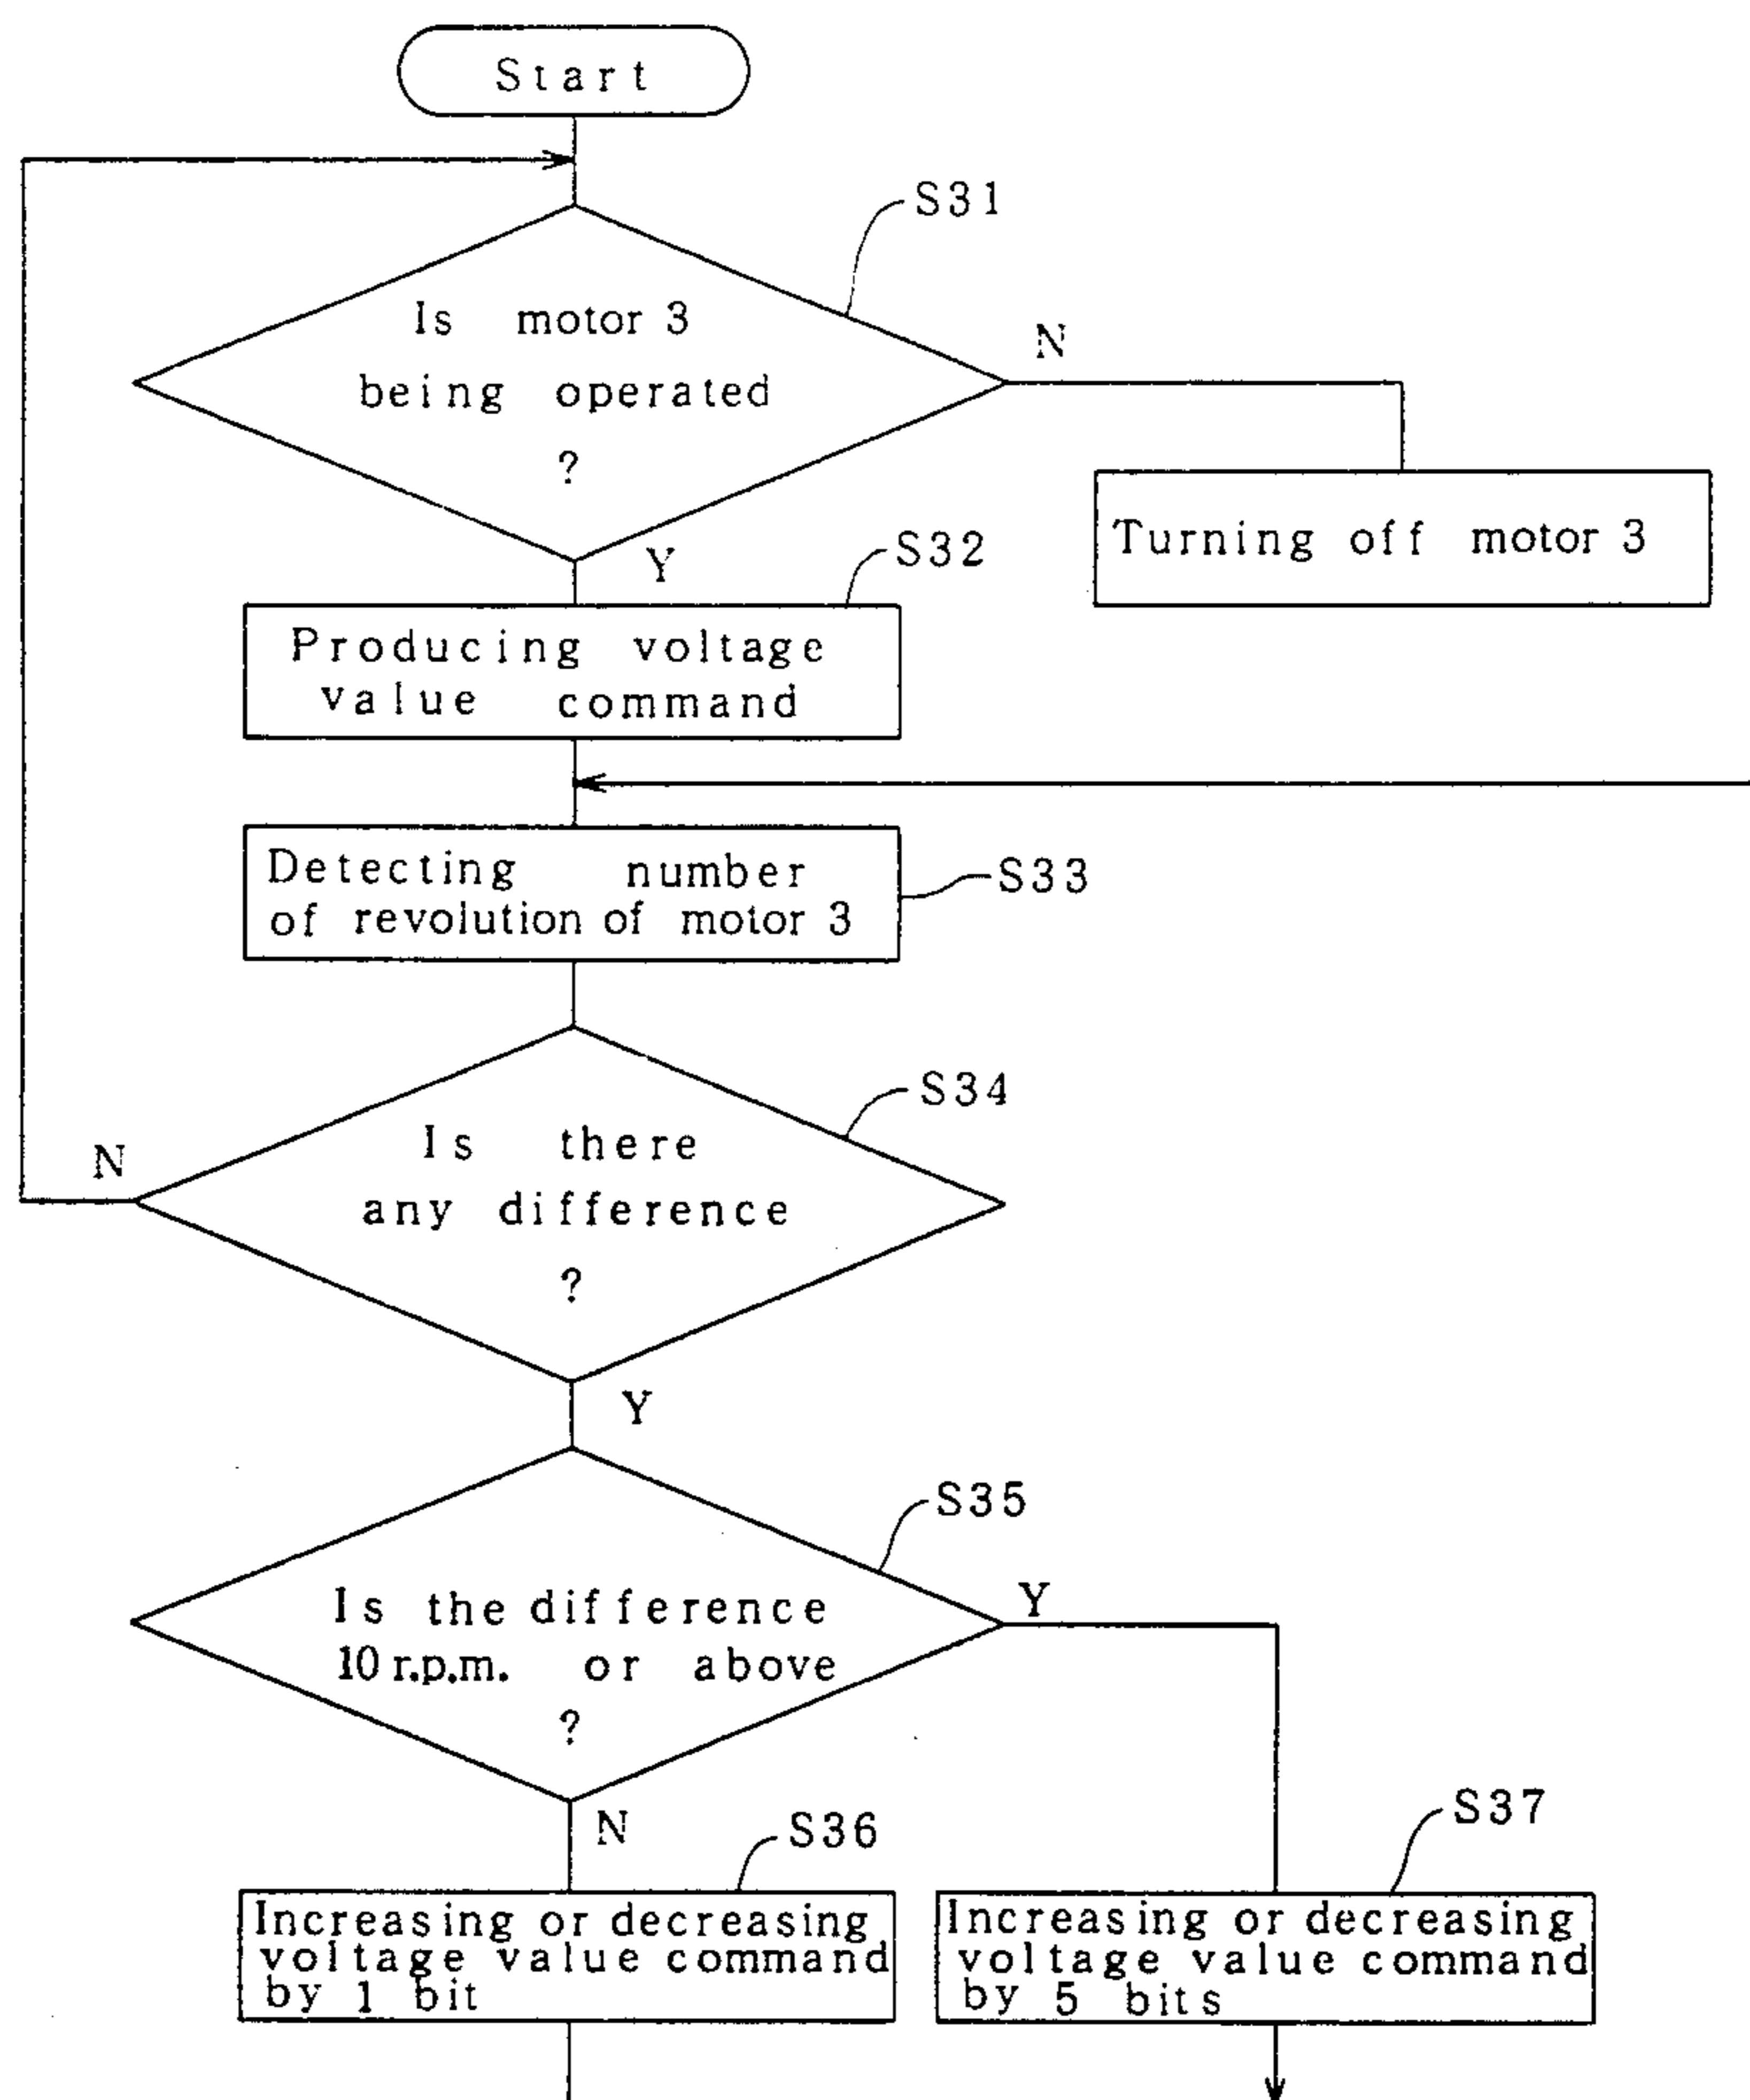 Start
S31
Is motor 3
being operated
?
N
Y
Turning off motor 3
S32
Producing voltage
value command
Detecting number
of revolution of motor 3
S33
S34
Is there
any difference
?
N
Y
S35
Is the difference
10 r.p.m. or above
?
Y
N
S36
Increasing or decreasing
voltage value command
by 1 bit
S37
Increasing or decreasing
voltage value command
by 5 bits